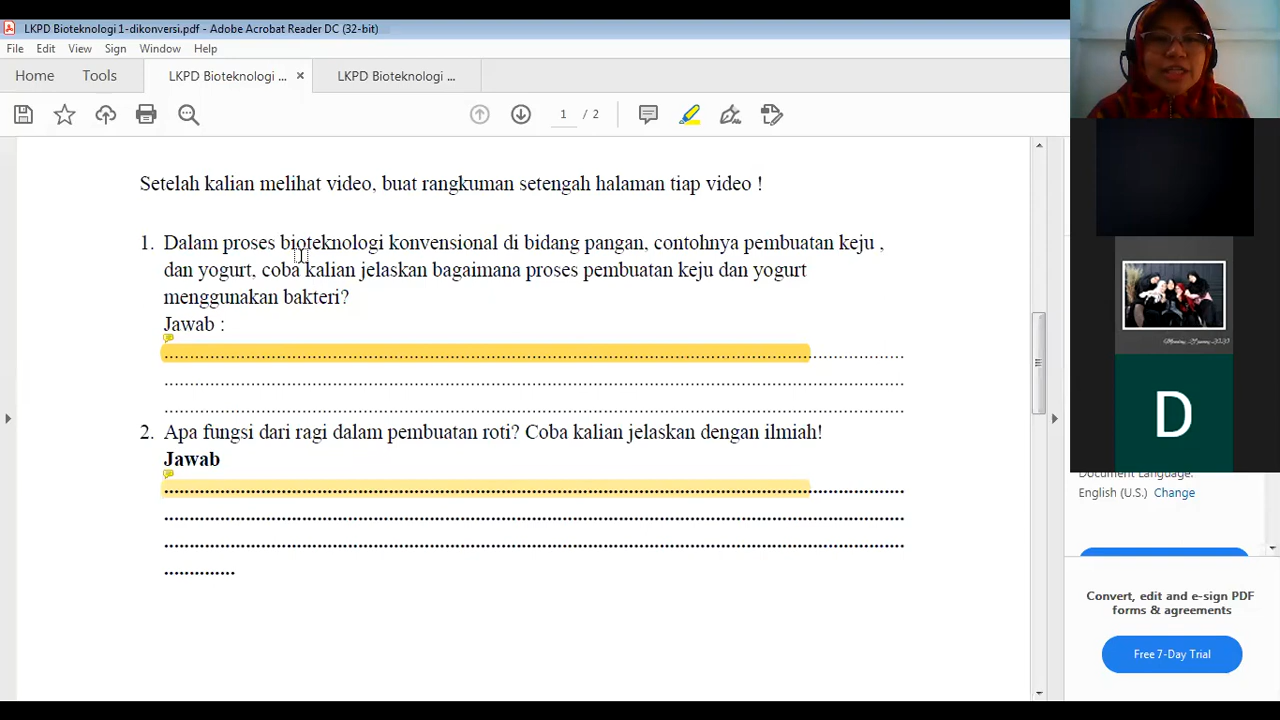 LKPD Bioteknologi 1-dikonversi.pdf - Adobe Acrobat Reader DC (32-bit)
File Edit View Sign Window Help
Home Tools LKPD Bioteknologi ... × LKPD Bioteknologi ...
1 / 2
Setelah kalian melihat video, buat rangkuman setengah halaman tiap video !
1. Dalam proses bioteknologi konvensional di bidang pangan, contohnya pembuatan keju ,
dan yogurt, coba kalian jelaskan bagaimana proses pembuatan keju dan yogurt
menggunakan bakteri?
Jawab :
2. Apa fungsi dari ragi dalam pembuatan roti? Coba kalian jelaskan dengan ilmiah!
Jawab
D
Document Language:
English (U.S.) Change
Convert, edit and e-sign PDF
forms & agreements
Free 7-Day Trial